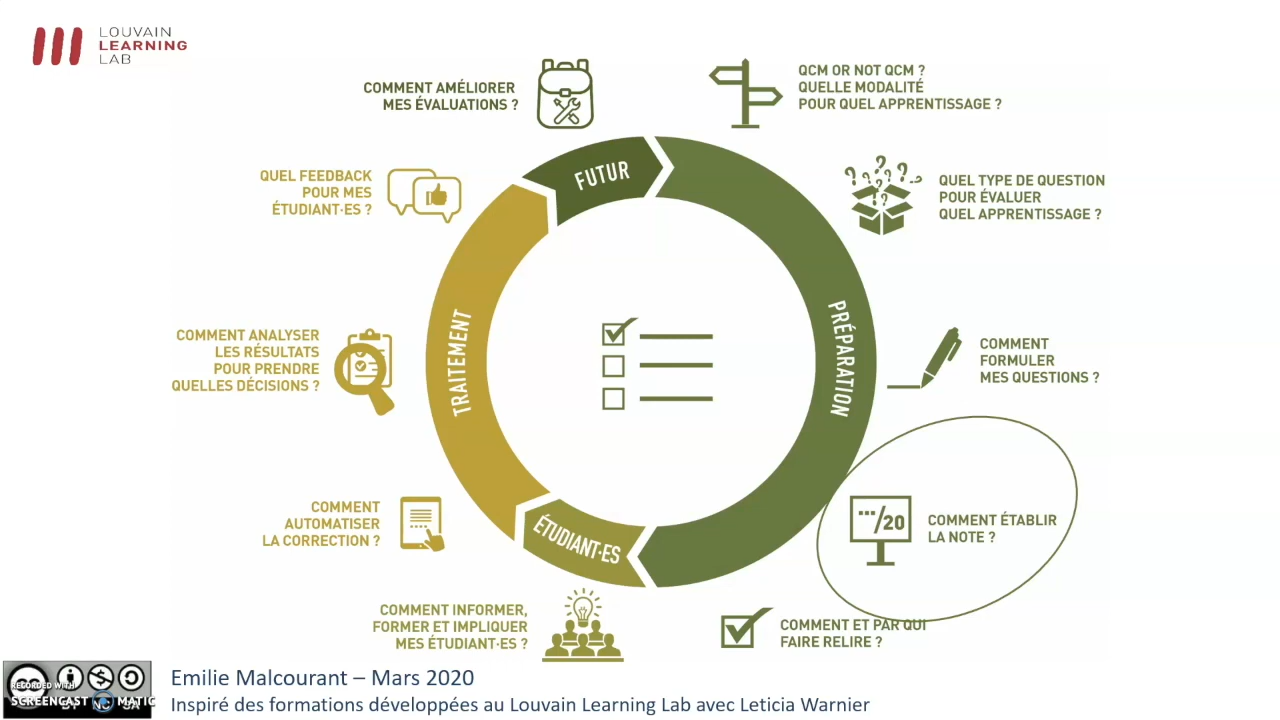 LOUVAIN
LEARNING
LAB
COMMENT AMÉLIORER
MES ÉVALUATIONS ?
QCM OR NOT QCM ?
QUELLE MODALITÉ
POUR QUEL APPRENTISSAGE ?
FUTUR
QUEL FEEDBACK
POUR MES
ÉTUDIANT·ES ?
QUEL TYPE DE QUESTION
POUR ÉVALUER
QUEL APPRENTISSAGE ?
TRAITEMENT
PRÉPARATION
COMMENT ANALYSER
LES RÉSULTATS
POUR PRENDRE
QUELLES DÉCISIONS ?
COMMENT
FORMULER
MES QUESTIONS ?
COMMENT
AUTOMATISER
LA CORRECTION ?
ÉTUDIANT·ES
···/20
COMMENT ÉTABLIR
LA NOTE ?
COMMENT INFORMER,
FORMER ET IMPLIQUER
MES ÉTUDIANT·ES ?
COMMENT ET PAR QUI
FAIRE RELIRE ?
RECORDED WITH
SCREENCAST MATIC
BY NC SA
Emilie Malcourant – Mars 2020
Inspiré des formations développées au Louvain Learning Lab avec Leticia Warnier